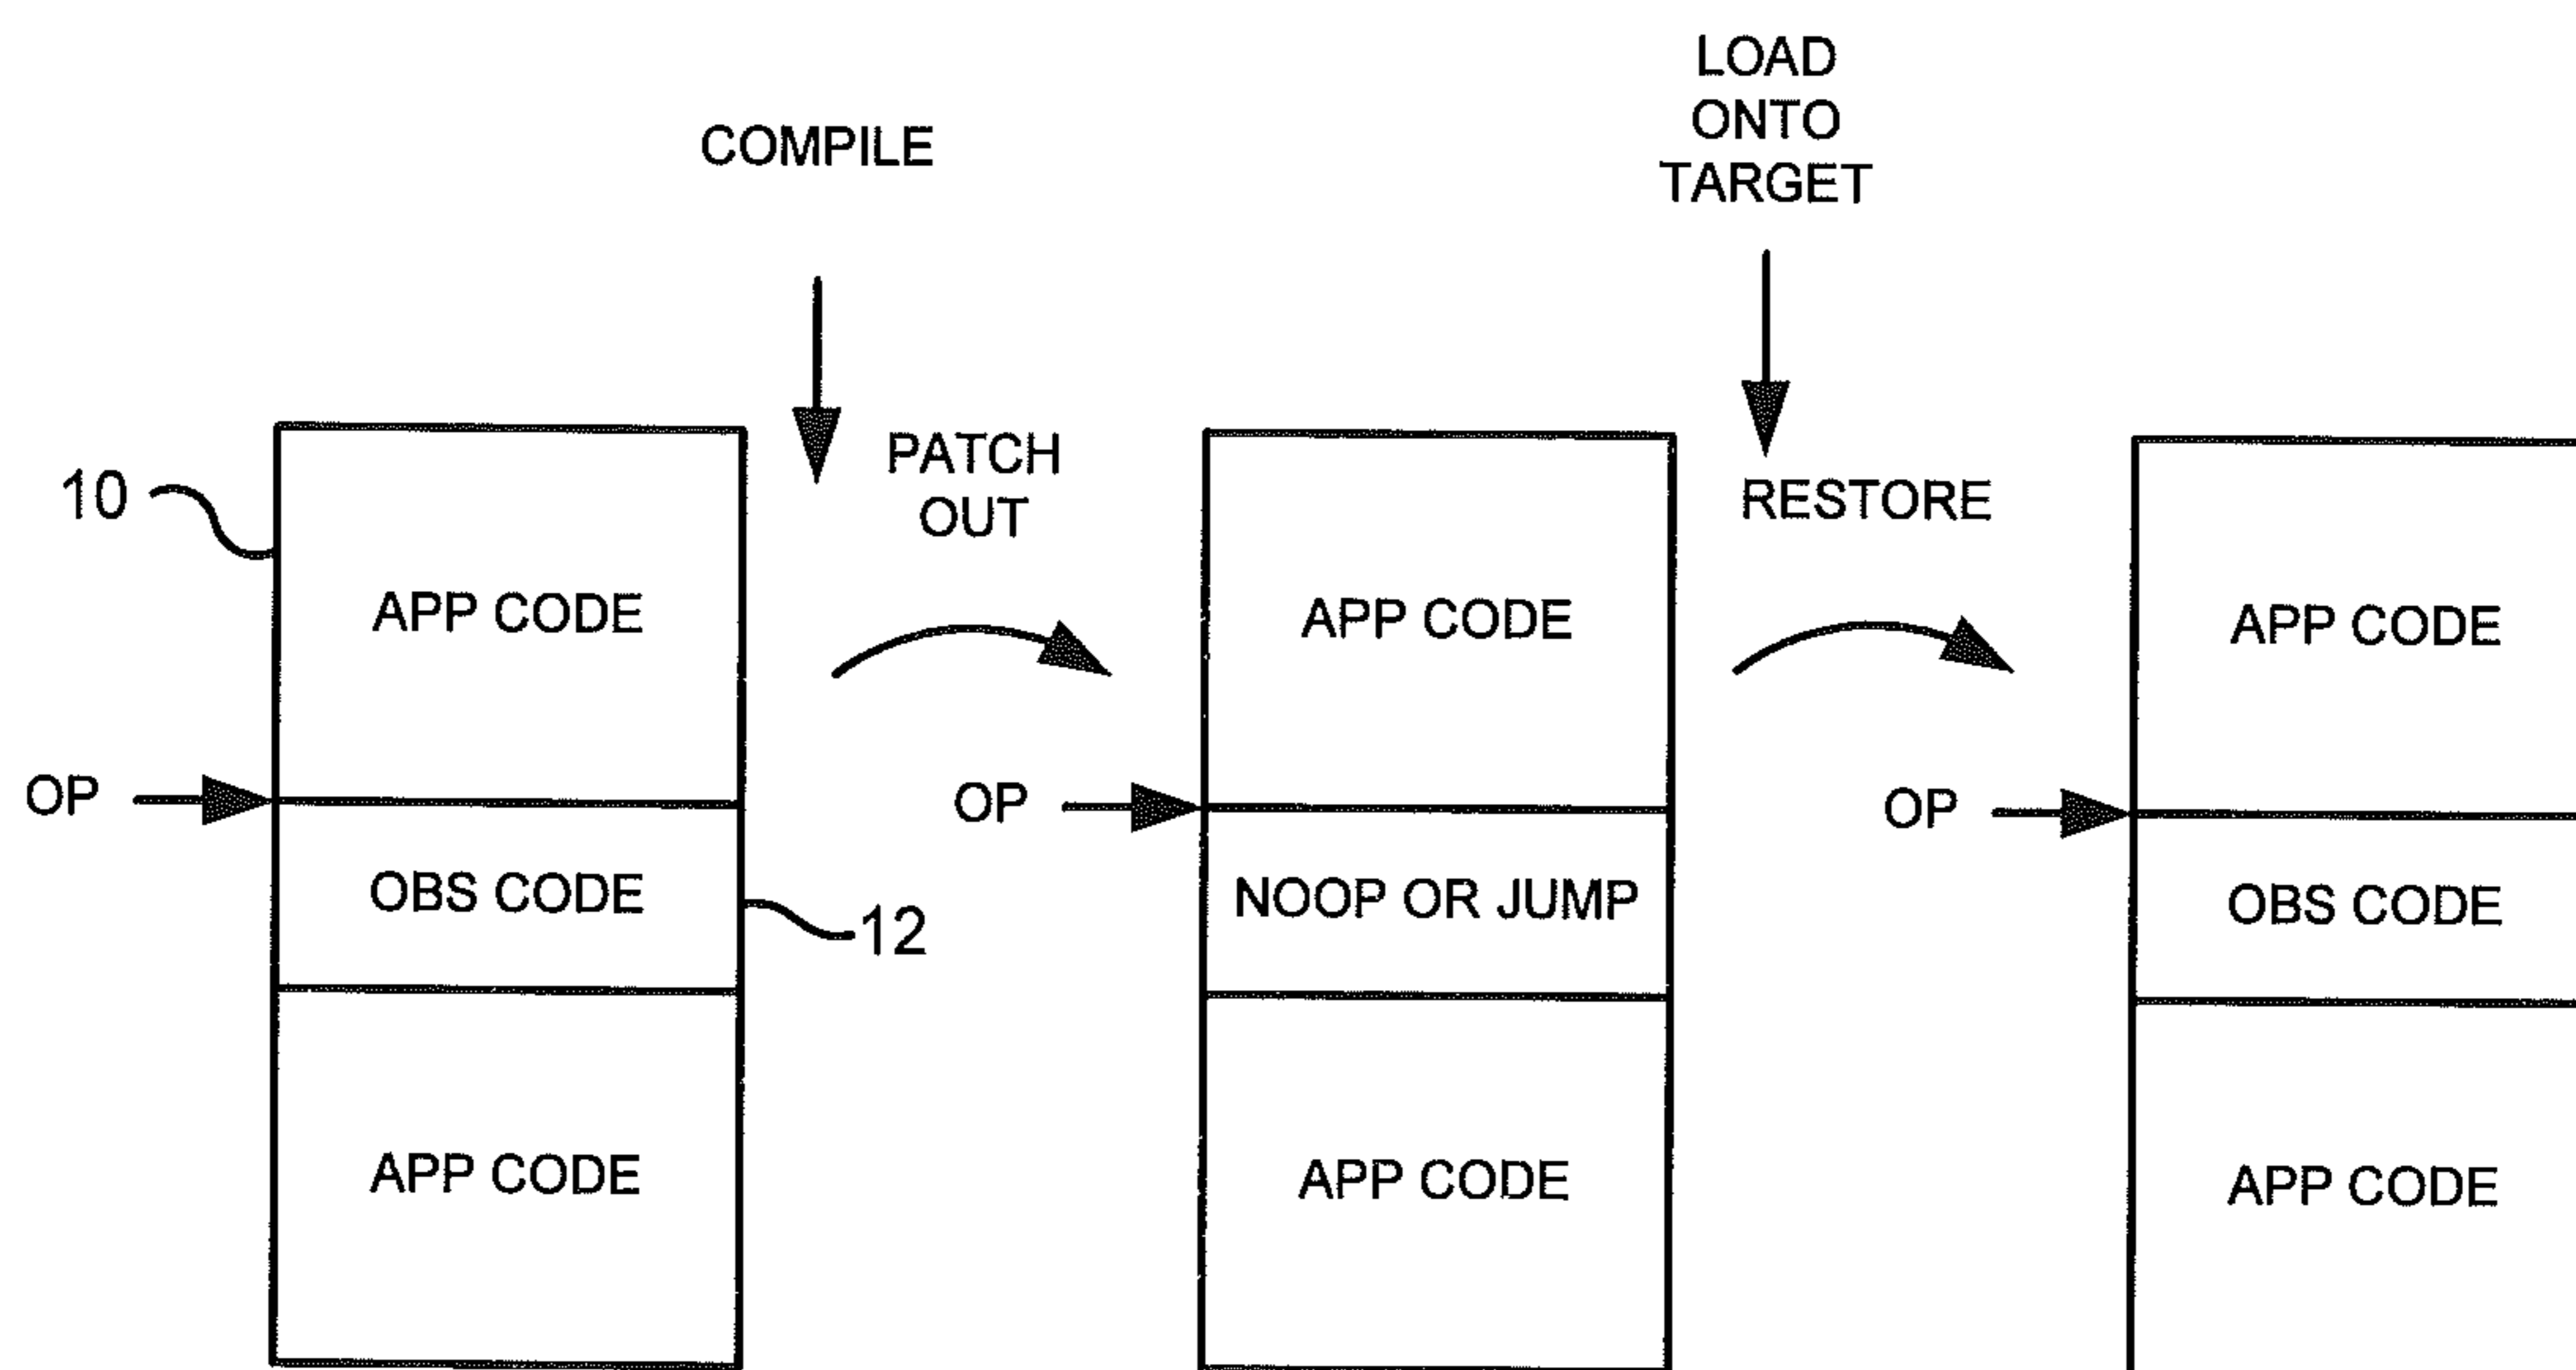 LOAD
ONTO
TARGET
COMPILE
PATCH
OUT
RESTORE
10
APP CODE
APP CODE
APP CODE
OP
OP
OP
OBS CODE
12
NOOP OR JUMP
OBS CODE
APP CODE
APP CODE
APP CODE